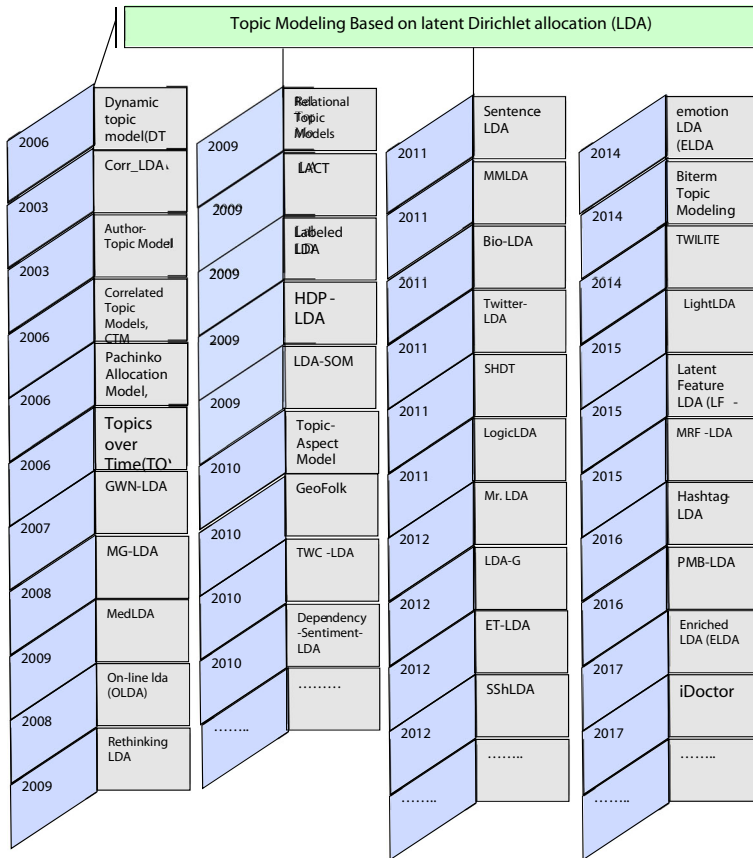 Topic Modeling Based on latent Dirichlet allocation (LDA)
2006
Dynamic
topic
model(DT
2003
Corr_LDA
2003
Author-
Topic Model
2006
Correlated
Topic
Models,
CTM
2006
Pachinko
Allocation
Model,
2006
Topics
over
Time(TO
2007
GWN-LDA
2008
MG-LDA
2009
MedLDA
2008
On-line lda
(OLDA)
2009
Rethinking
LDA
2009
Relational
Topic
Models
2009
LACT
2009
Labeled
LDA
2009
HDP -
LDA
2009
LDA-SOM
2010
Topic-
Aspect
Model
2010
GeoFolk
2010
TWC -LDA
2010
Dependency
-Sentiment-
LDA
……..
………
2011
Sentence
LDA
2011
MMLDA
2011
Bio-LDA
2011
Twitter-
LDA
2011
SHDT
2011
LogicLDA
2012
Mr. LDA
2012
LDA-G
2012
ET-LDA
2012
SShLDA
……..
……..
2014
emotion
LDA
(ELDA
2014
Biterm
Topic
Modeling
2014
TWILITE
2015
LightLDA
2015
Latent
Feature
LDA (LF -
2015
MRF -LDA
2016
Hashtag-
LDA
2016
PMB-LDA
2017
Enriched
LDA (ELDA
2017
iDoctor
……..
……..